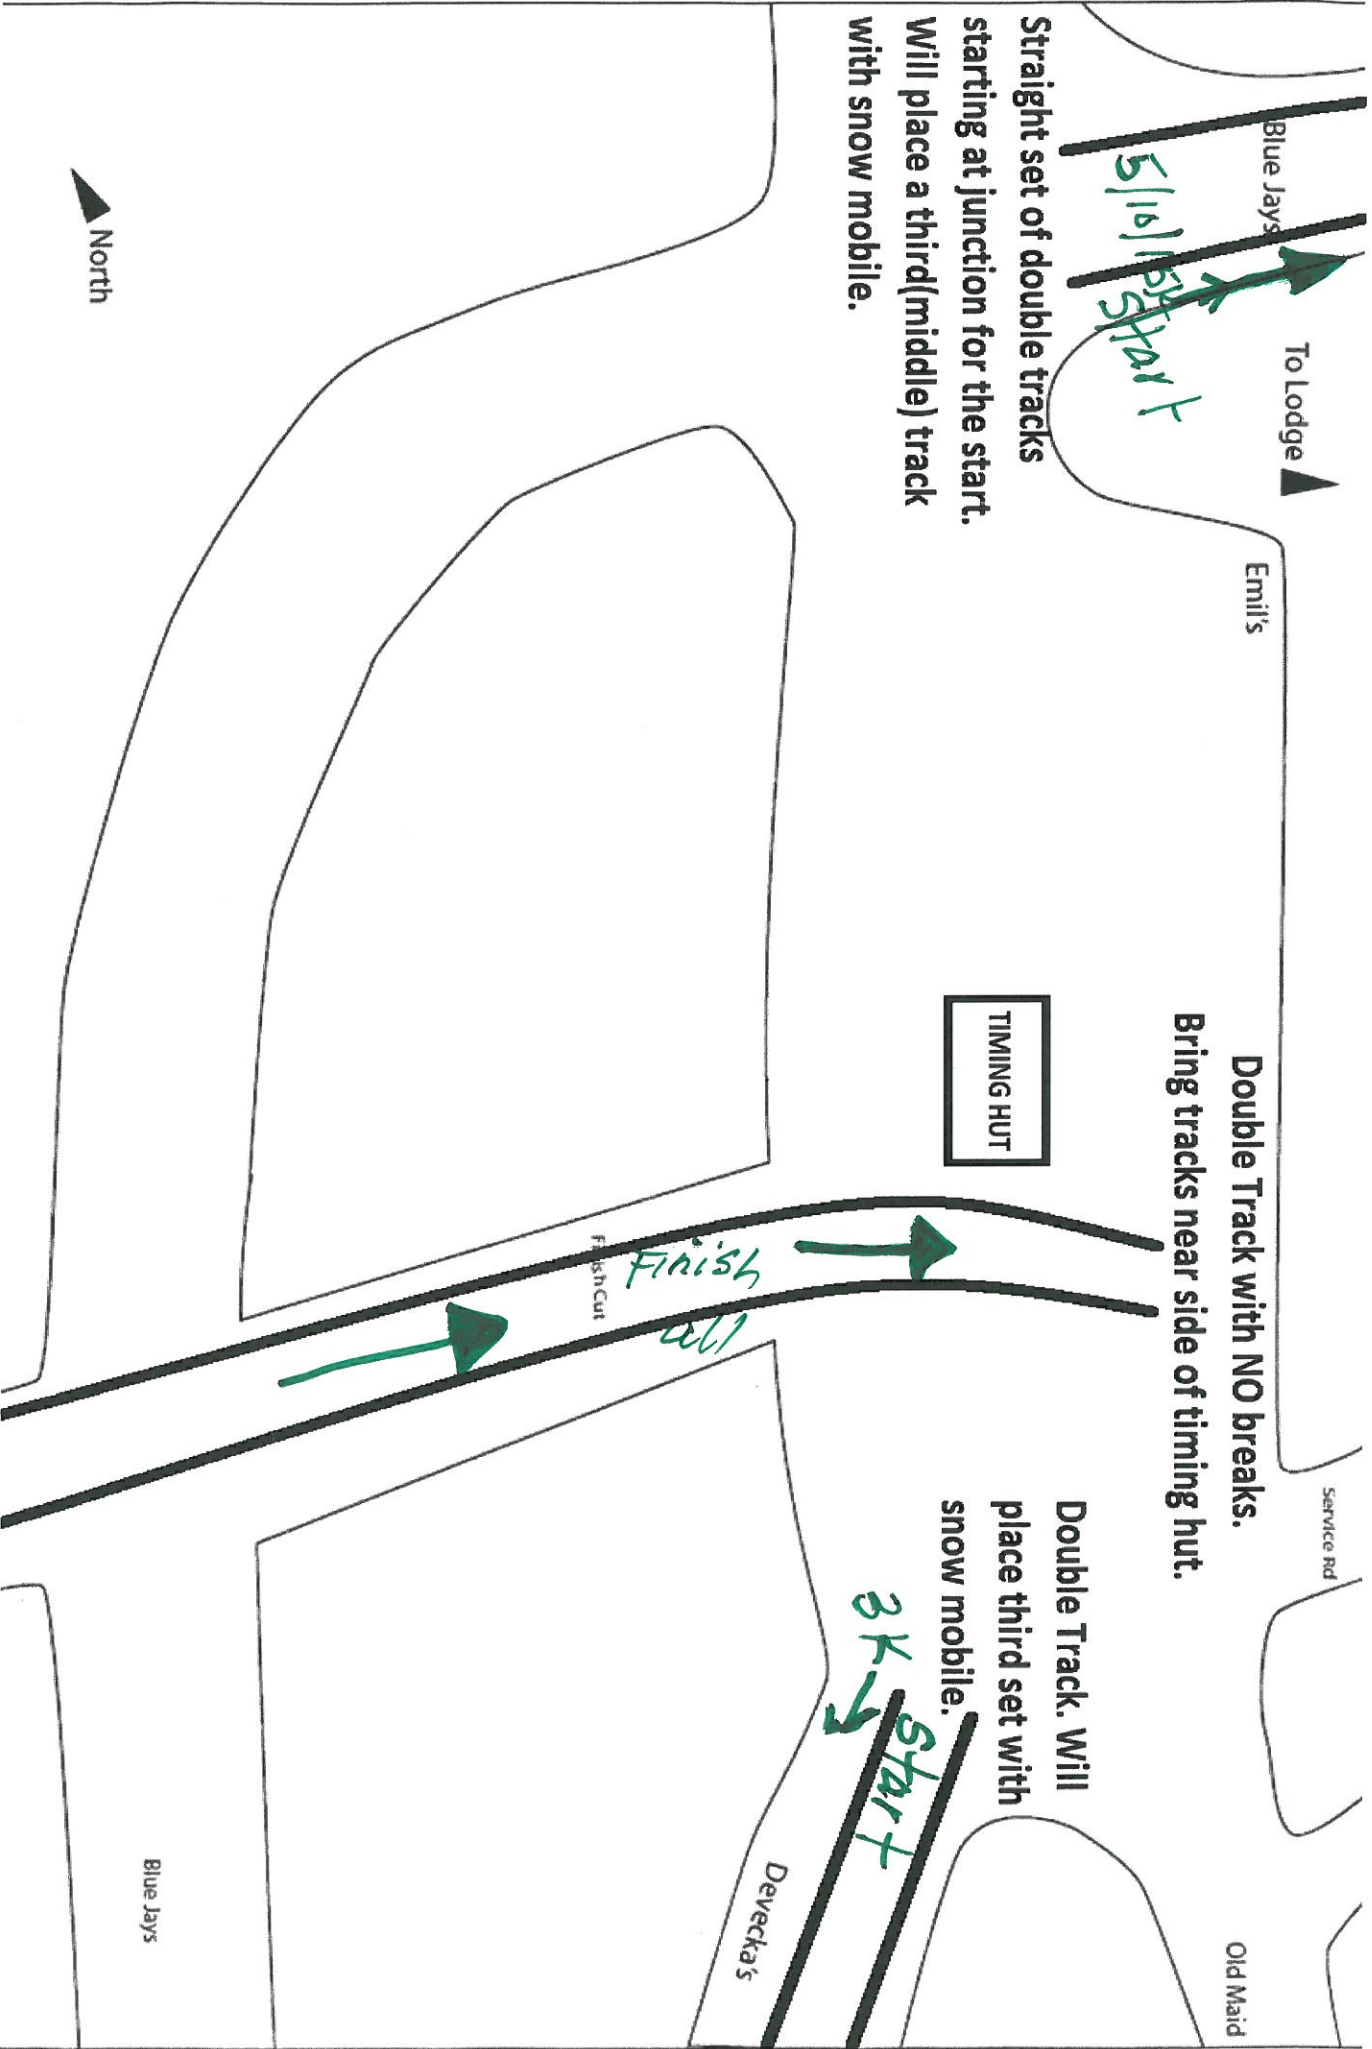 Blue Jays
5/10/15K
Start
To Lodge
Emil's
Straight set of double tracks
starting at junction for the start.
Will place a third(middle) track
with snow mobile.
North
TIMING HUT
Double Track with NO breaks.
Bring tracks near side of timing hut.
Finish Cut
Finish
all
Service Rd
Double Track. Will
place third set with
snow mobile.
3K
Start
Devecka's
Old Maid
Blue Jays